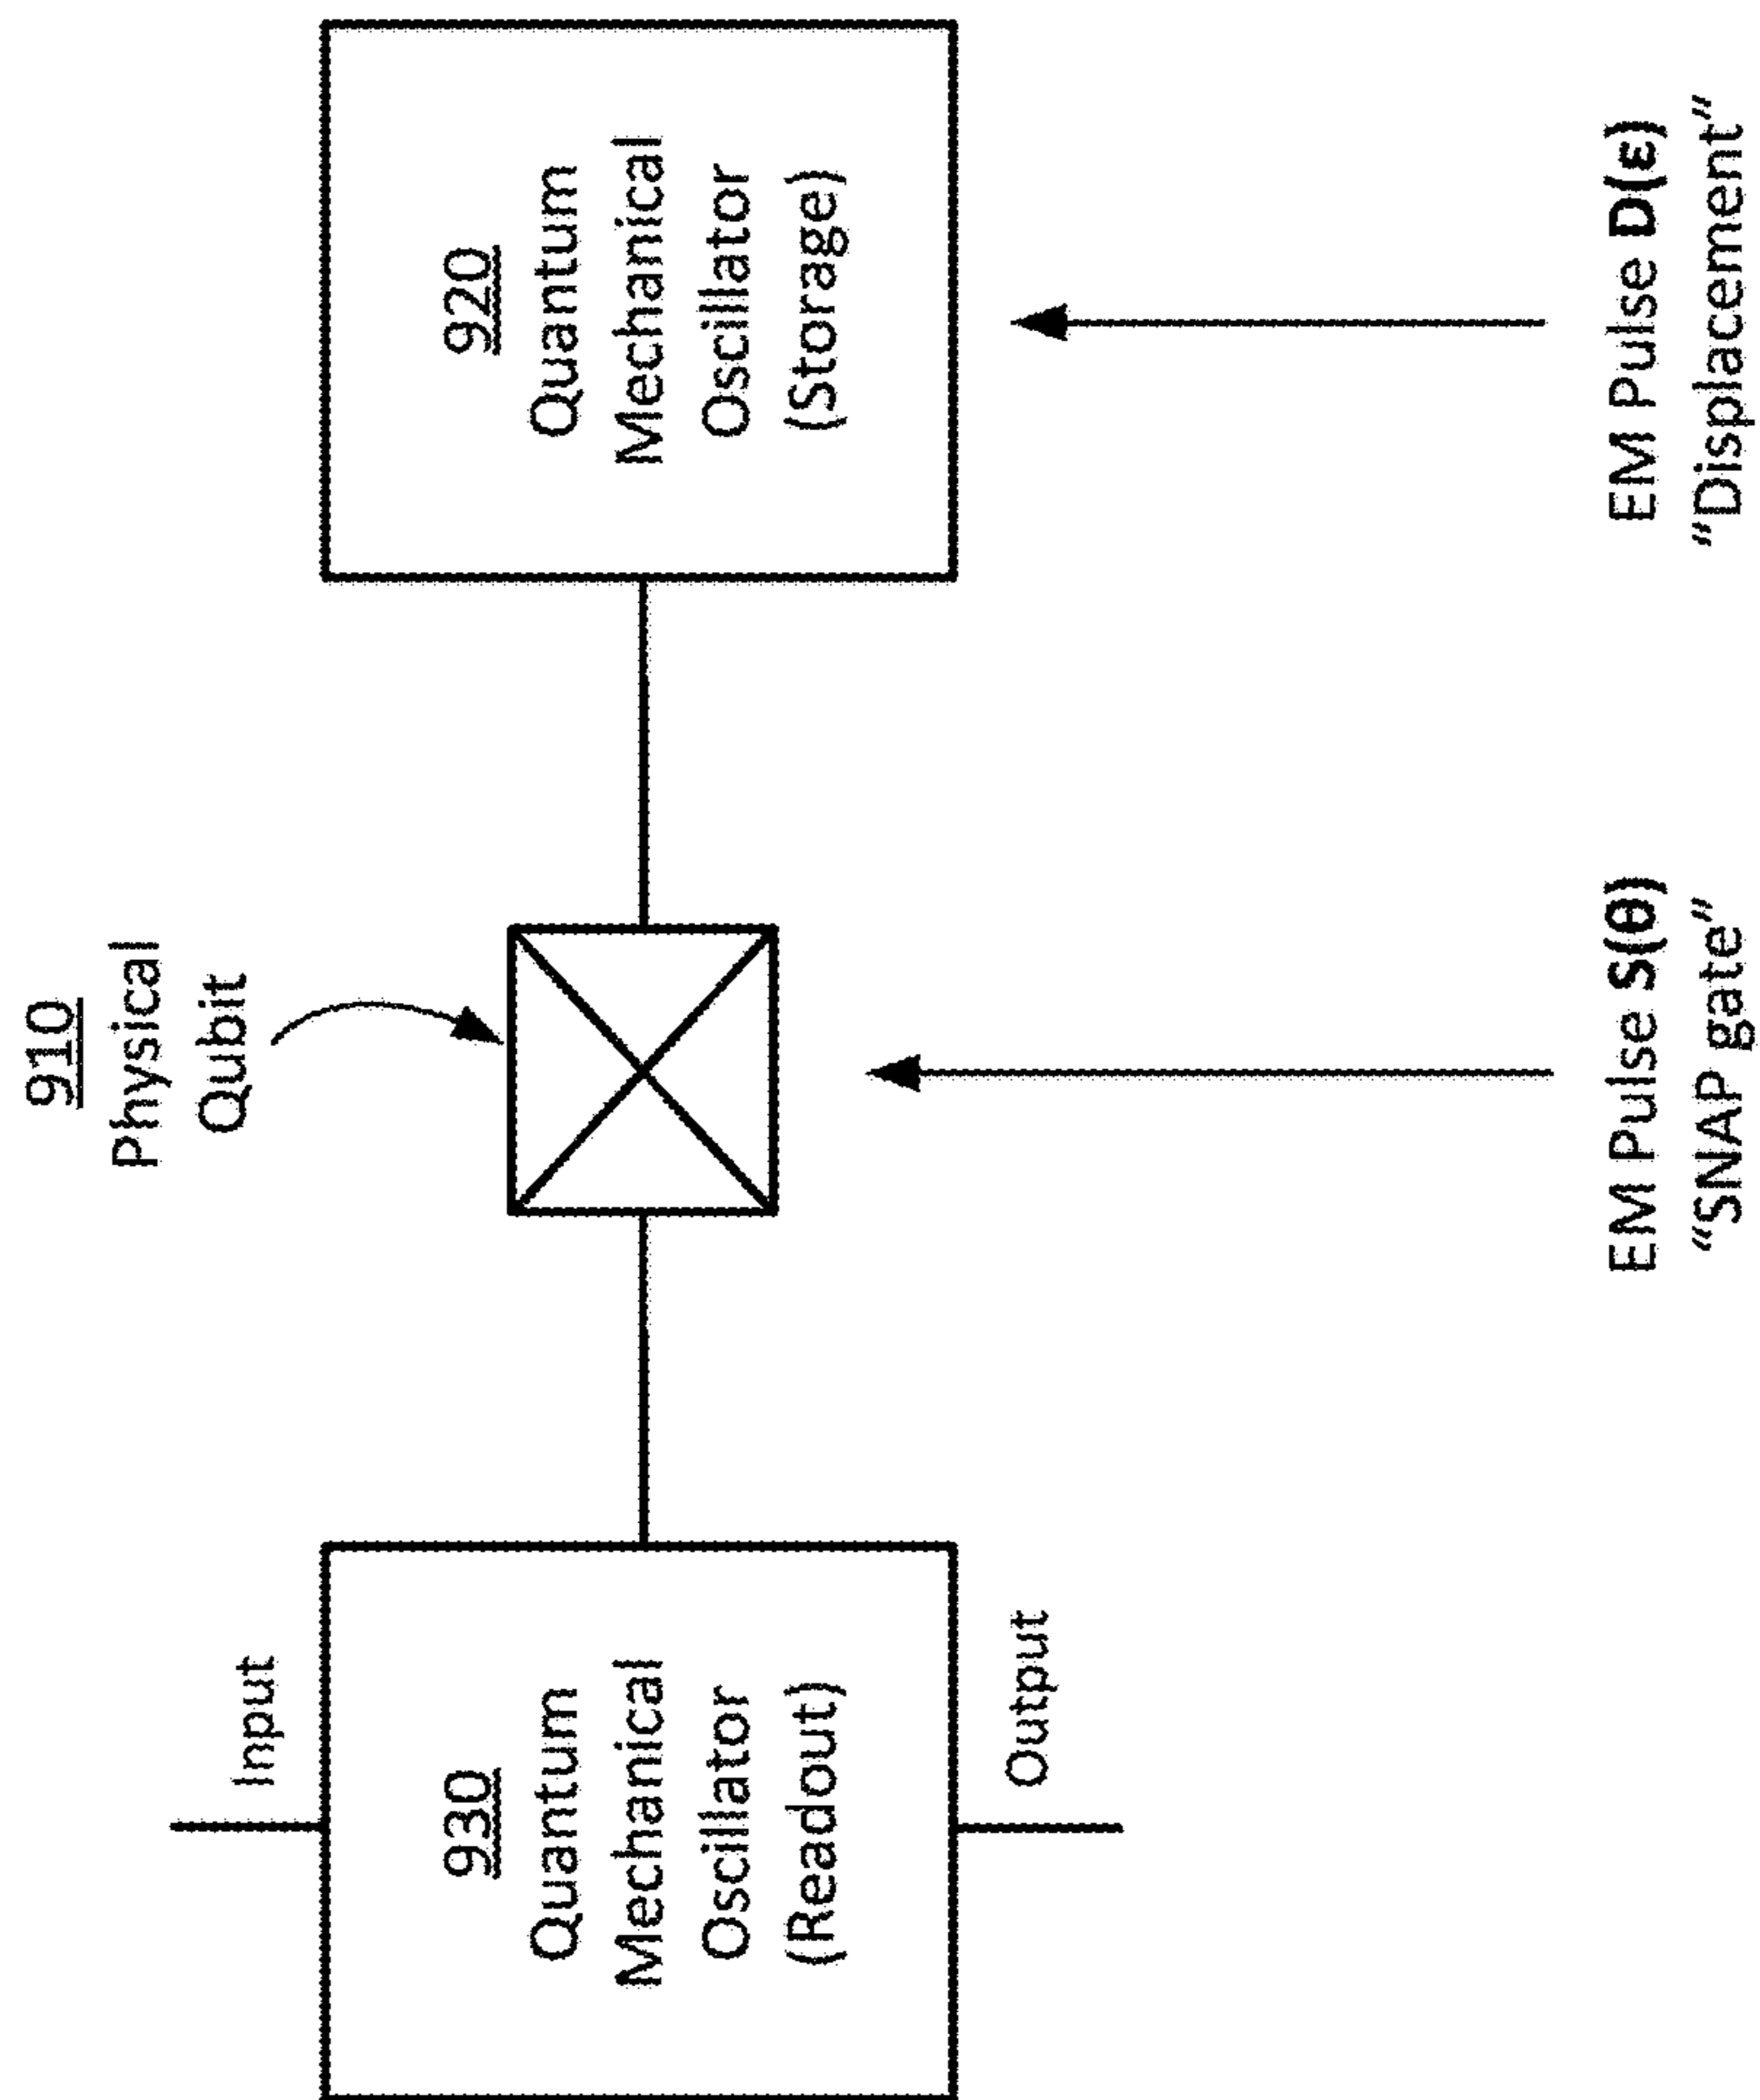 910
Physical
Qubit
Input
930
Quantum
Mechanical
Oscillator
(Readout)
Output
920
Quantum
Mechanical
Oscillator
(Storage)
EM Pulse S(θ)
“SNAP gate”
EM Pulse D(ε)
“Displacement”